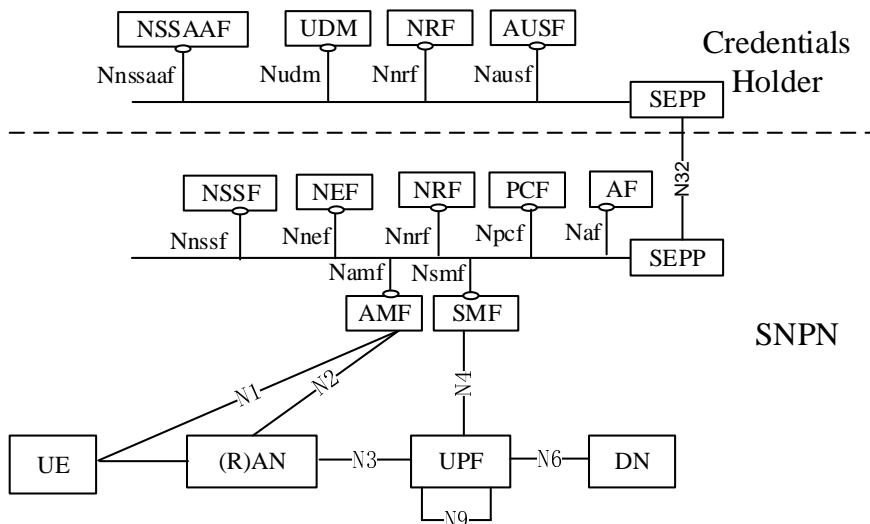 NSSAAF UDM NRF AUSF
Credentials
Holder
Nnssaaf Nudm Nnrf Nausf
SEPP
N32
NSSF NEF NRF PCF AF
Nnssf Nnef Nnrf Npcf Naf
SEPP
Namf Nsmf
AMF SMF
SNPN
N1 N2 N4
UE (R)AN N3 UPF N6 DN
N9